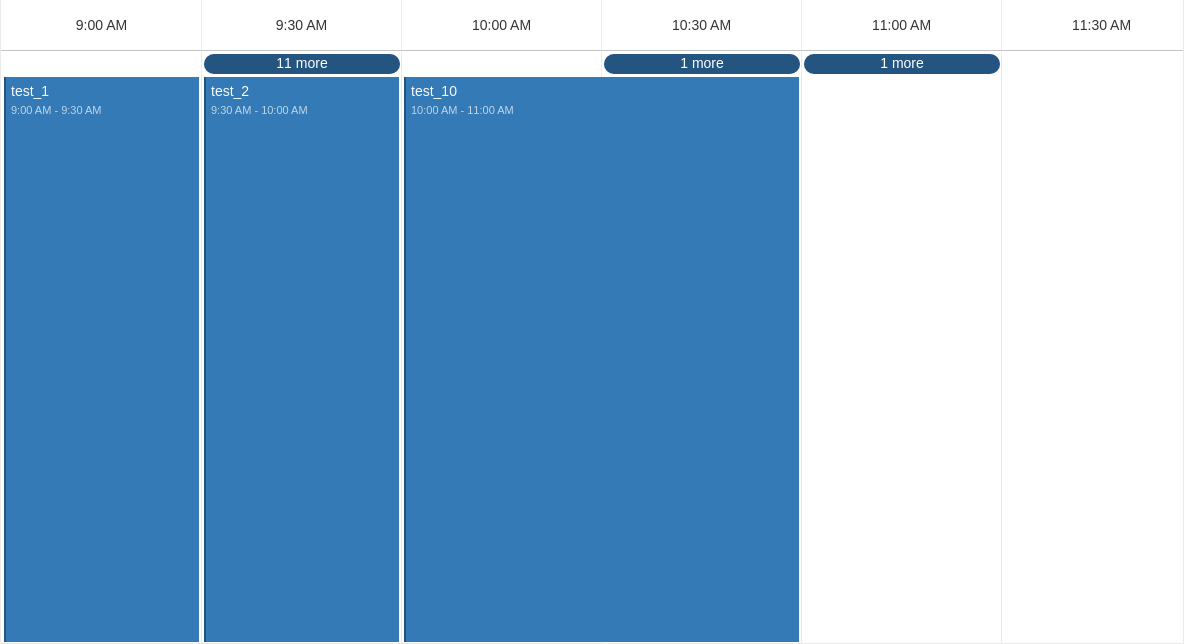 9:00 AM 9:30 AM 10:00 AM 10:30 AM 11:00 AM 11:30 AM
11 more 1 more 1 more
test_1 test_2 test_10
9:00 AM - 9:30 AM 9:30 AM - 10:00 AM 10:00 AM - 11:00 AM